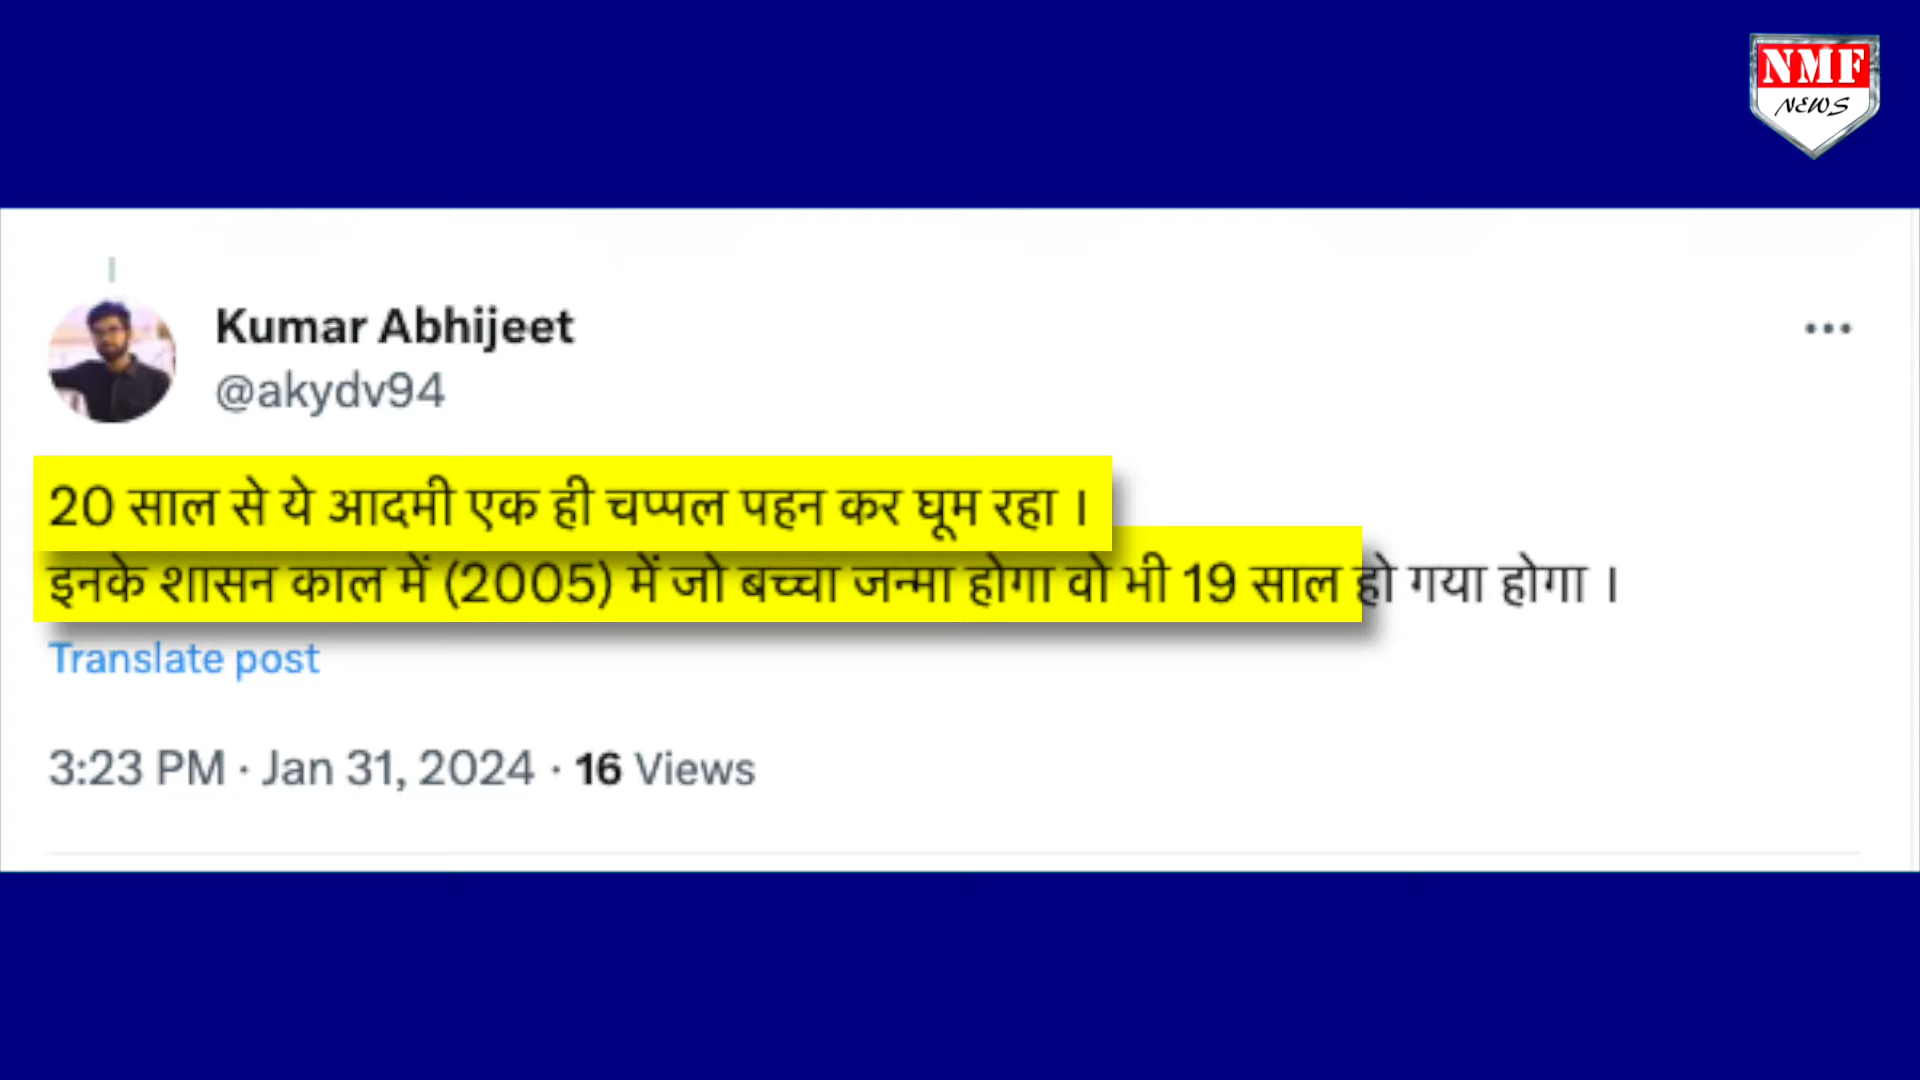 NMF
NEWS
Kumar Abhijeet
@akydv94
20 साल से ये आदमी एक ही चप्पल पहन कर घूम रहा ।
इनके शासन काल में (2005) में जो बच्चा जन्मा होगा वो भी 19 साल हो गया होगा ।
Translate post
3:23 PM · Jan 31, 2024 · 16 Views